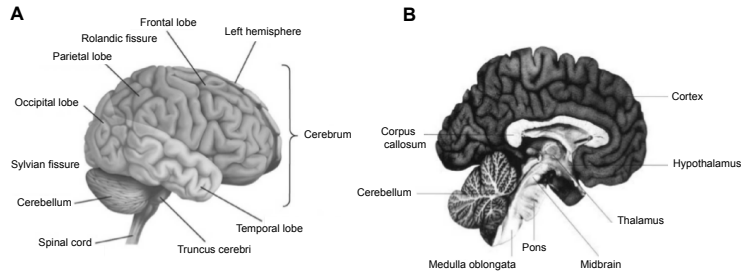 A
Frontal lobe
Rolandic fissure
Left hemisphere
Parietal lobe
Occipital lobe
Cerebrum
Sylvian fissure
Cerebellum
Temporal lobe
Spinal cord
Truncus cerebri
B
Cortex
Corpus
callosum
Hypothalamus
Cerebellum
Thalamus
Pons
Medulla oblongata
Midbrain